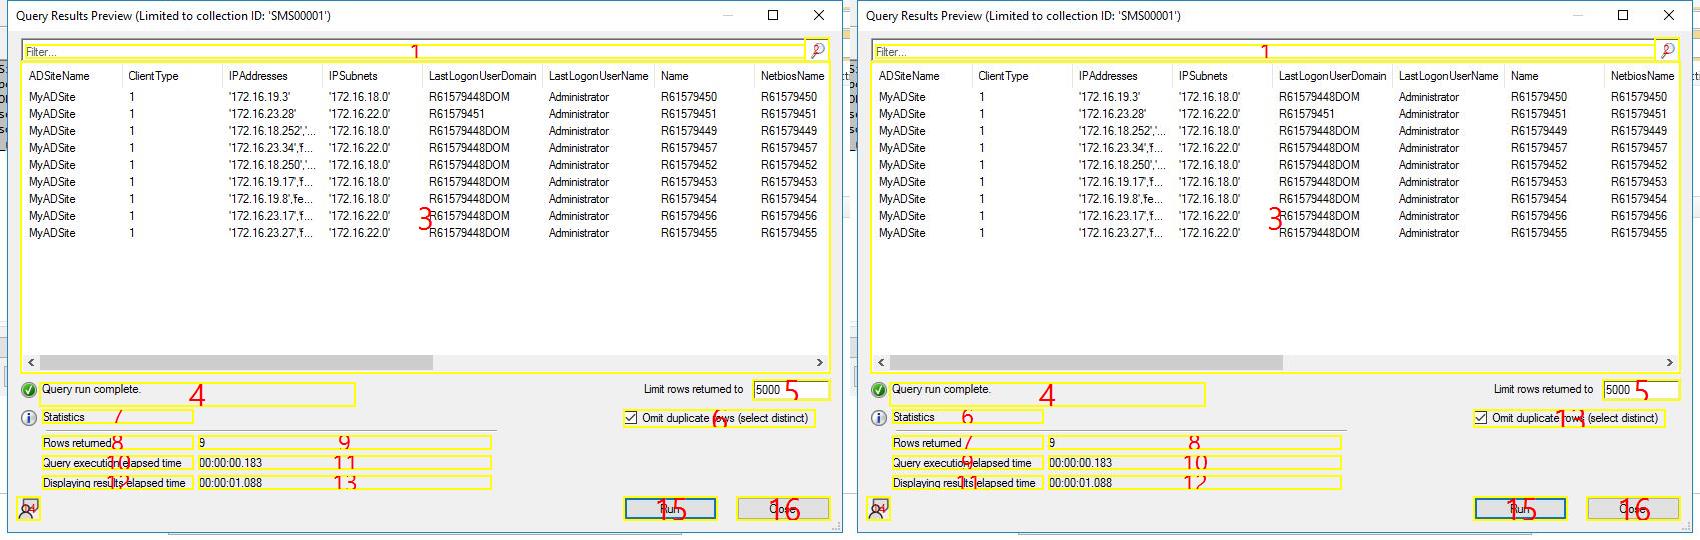 Query Results Preview (Limited to collection ID: 'SMS00001')
Filter...
1
2
ADSiteName ClientType IPAddresses IPSubnets LastLogonUserDomain LastLogonUserName Name NetbiosName
MyADSite 1 '172.16.19.3' '172.16.18.0' R61579448DOM Administrator R61579450 R61579450
MyADSite 1 '172.16.23.28' '172.16.22.0' R61579451 Administrator R61579451 R61579451
MyADSite 1 '172.16.18.252','... '172.16.18.0' R61579448DOM Administrator R61579449 R61579449
MyADSite 1 '172.16.23.34','f... '172.16.22.0' R61579448DOM Administrator R61579457 R61579457
MyADSite 1 '172.16.18.250','... '172.16.18.0' R61579448DOM Administrator R61579452 R61579452
MyADSite 1 '172.16.19.17','f... '172.16.18.0' R61579448DOM Administrator R61579453 R61579453
MyADSite 1 '172.16.19.8','fe... '172.16.18.0' R61579448DOM Administrator R61579454 R61579454
MyADSite 1 '172.16.23.17','f... '172.16.22.0' R61579448DOM Administrator R61579456 R61579456
MyADSite 1 '172.16.23.27','f... '172.16.22.0' R61579448DOM Administrator R61579455 R61579455
3
Query run complete. 4
Limit rows returned to 5000 5
Statistics 7
Omit duplicate rows (select distinct) 6
Rows returned 8 9 9
Query execution elapsed time 10 00:00:00.183 11
Displaying results elapsed time 12 00:00:01.088 13
14
Run 15
Close 16
Query Results Preview (Limited to collection ID: 'SMS00001')
Filter...
1
2
ADSiteName ClientType IPAddresses IPSubnets LastLogonUserDomain LastLogonUserName Name NetbiosName
MyADSite 1 '172.16.19.3' '172.16.18.0' R61579448DOM Administrator R61579450 R61579450
MyADSite 1 '172.16.23.28' '172.16.22.0' R61579451 Administrator R61579451 R61579451
MyADSite 1 '172.16.18.252','... '172.16.18.0' R61579448DOM Administrator R61579449 R61579449
MyADSite 1 '172.16.23.34','f... '172.16.22.0' R61579448DOM Administrator R61579457 R61579457
MyADSite 1 '172.16.18.250','... '172.16.18.0' R61579448DOM Administrator R61579452 R61579452
MyADSite 1 '172.16.19.17','f... '172.16.18.0' R61579448DOM Administrator R61579453 R61579453
MyADSite 1 '172.16.19.8','fe... '172.16.18.0' R61579448DOM Administrator R61579454 R61579454
MyADSite 1 '172.16.23.17','f... '172.16.22.0' R61579448DOM Administrator R61579456 R61579456
MyADSite 1 '172.16.23.27','f... '172.16.22.0' R61579448DOM Administrator R61579455 R61579455
3
Query run complete. 4
Limit rows returned to 5000 5
Statistics 6
Omit duplicate rows (select distinct) 13
Rows returned 7 9 8
Query execution elapsed time 9 00:00:00.183 10
Displaying results elapsed time 11 00:00:01.088 12
14
Run 15
Close 16